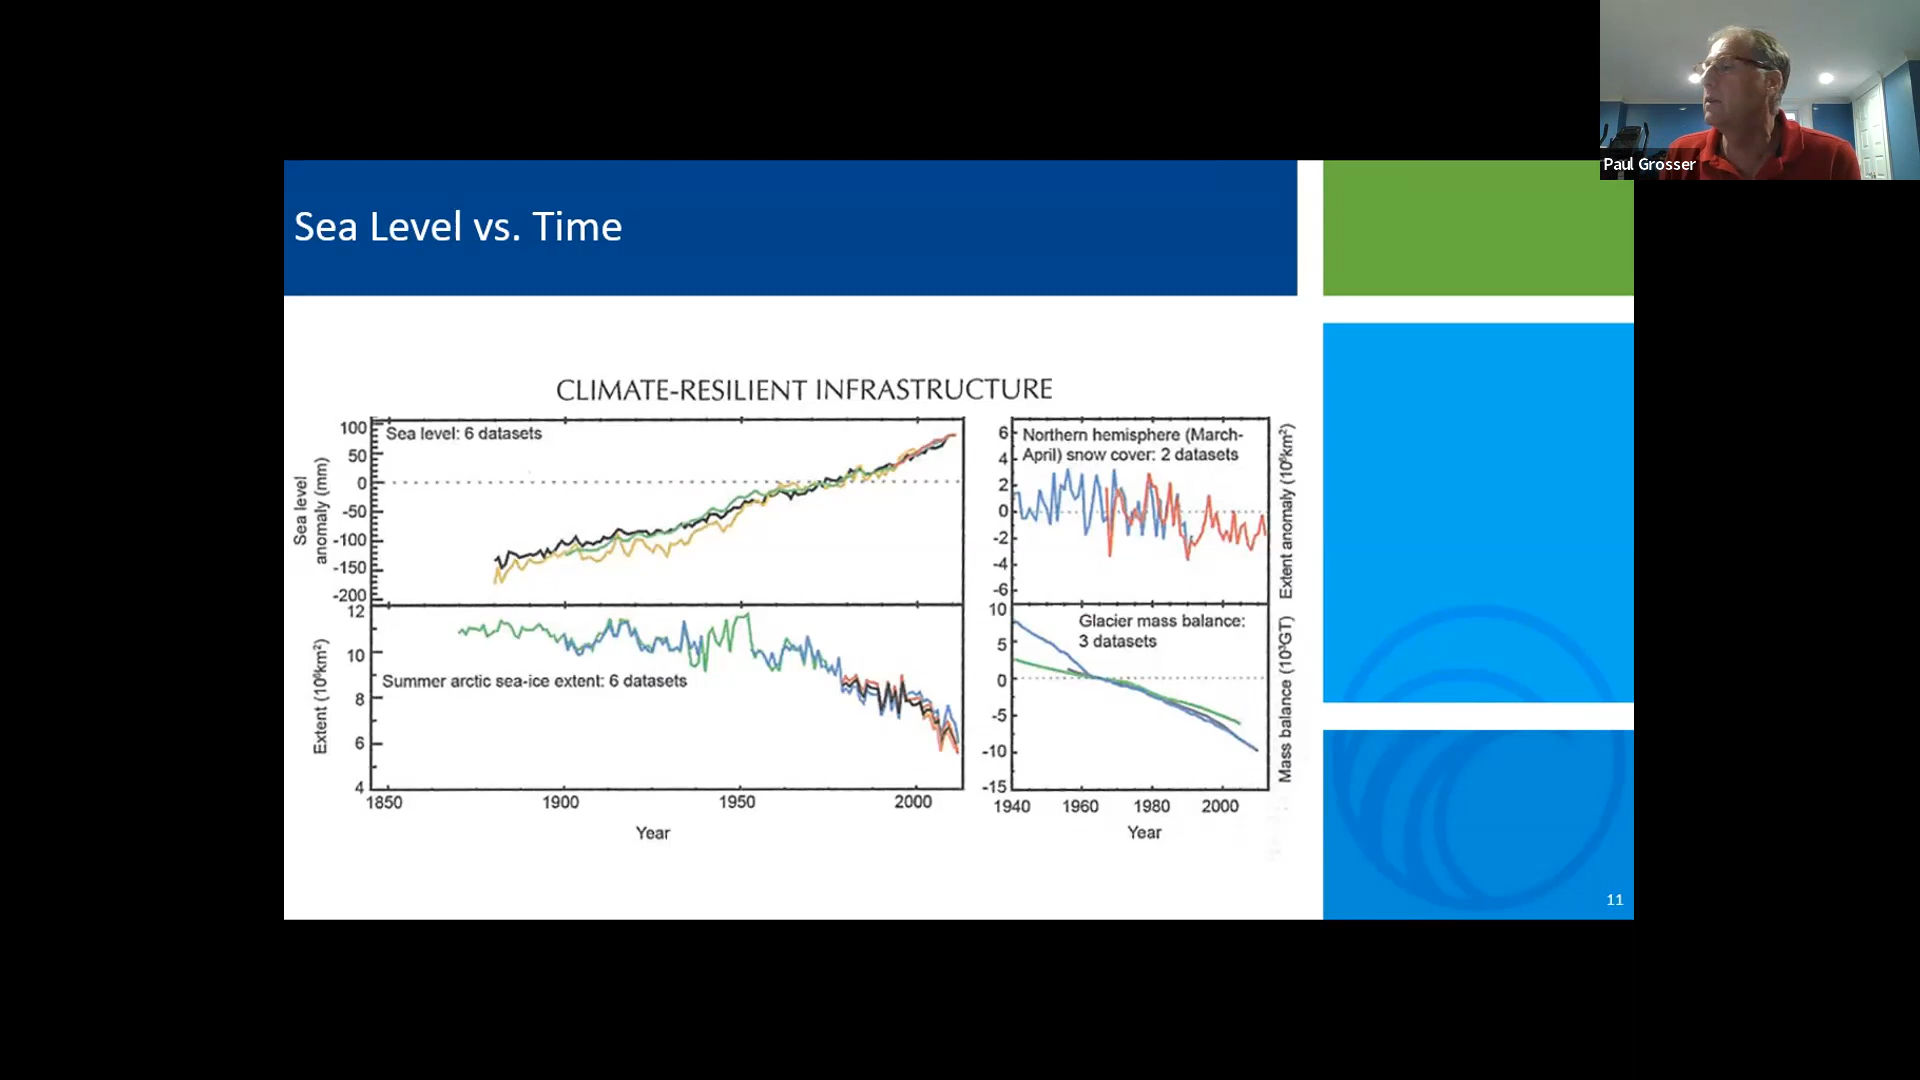 Paul Grosser
Sea Level vs. Time
CLIMATE-RESILIENT INFRASTRUCTURE
Sea level: 6 datasets
100
50
0
-50
-100
-150
-200
Sea level
anomaly (mm)
Summer arctic sea-ice extent: 6 datasets
12
10
8
6
4
Extent (10⁶km²)
1850
1900
1950
2000
Year
Northern hemisphere (March-
April) snow cover: 2 datasets
6
4
2
0
-2
-4
-6
Extent anomaly (10⁶km²)
Glacier mass balance:
3 datasets
10
5
0
-5
-10
-15
Mass balance (10³GT)
1940
1960
1980
2000
Year
11